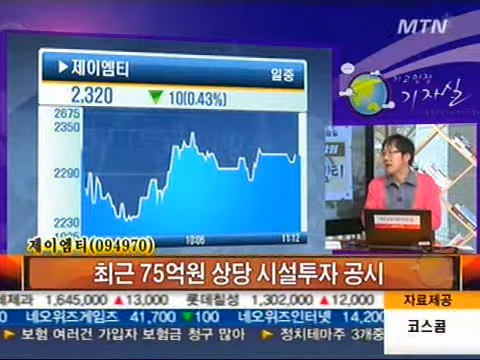 MTN
▶제이엠티
일중
2,320 ▼ 10(0.43%)
2675
2350
2290
2230
1925
10:06 11:12
기자실
제이엠티(094970)
최근 75억원 상당 시설투자 공시
제과 1,645,000 ▲13,000 롯데칠성 1,302,000 ▲12,000
네오위즈게임즈 41,700 ▼100 네오위즈인터넷 14,200
▶ 보험 여러건 가입자 보험금 청구 많아 ▶ 정치테마주 3개중
자료제공
코스콤